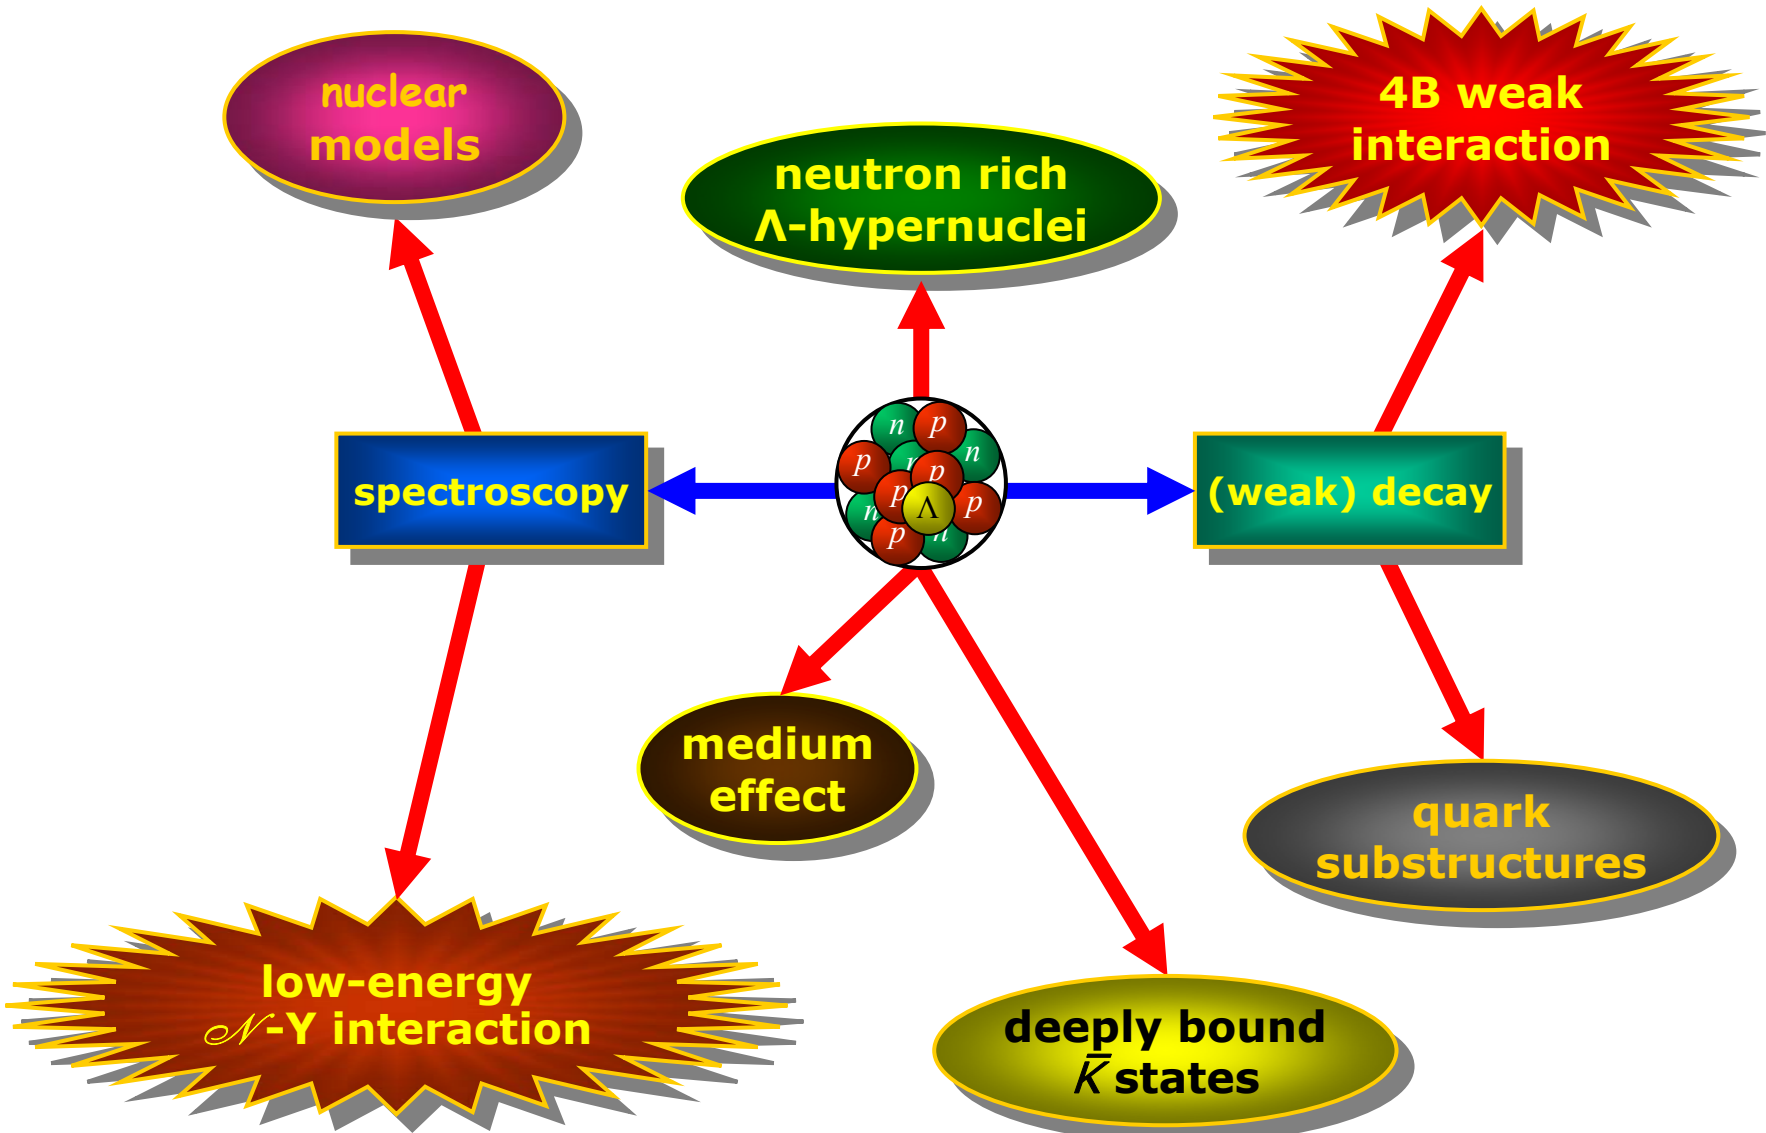 nuclear
models
neutron rich
Λ-hypernuclei
4B weak
interaction
n
p
n
p
n
p
p
Λ
p
n
p
n
spectroscopy
(weak) decay
medium
effect
quark
substructures
low-energy
𝒩-Y interaction
deeply bound
K̄ states